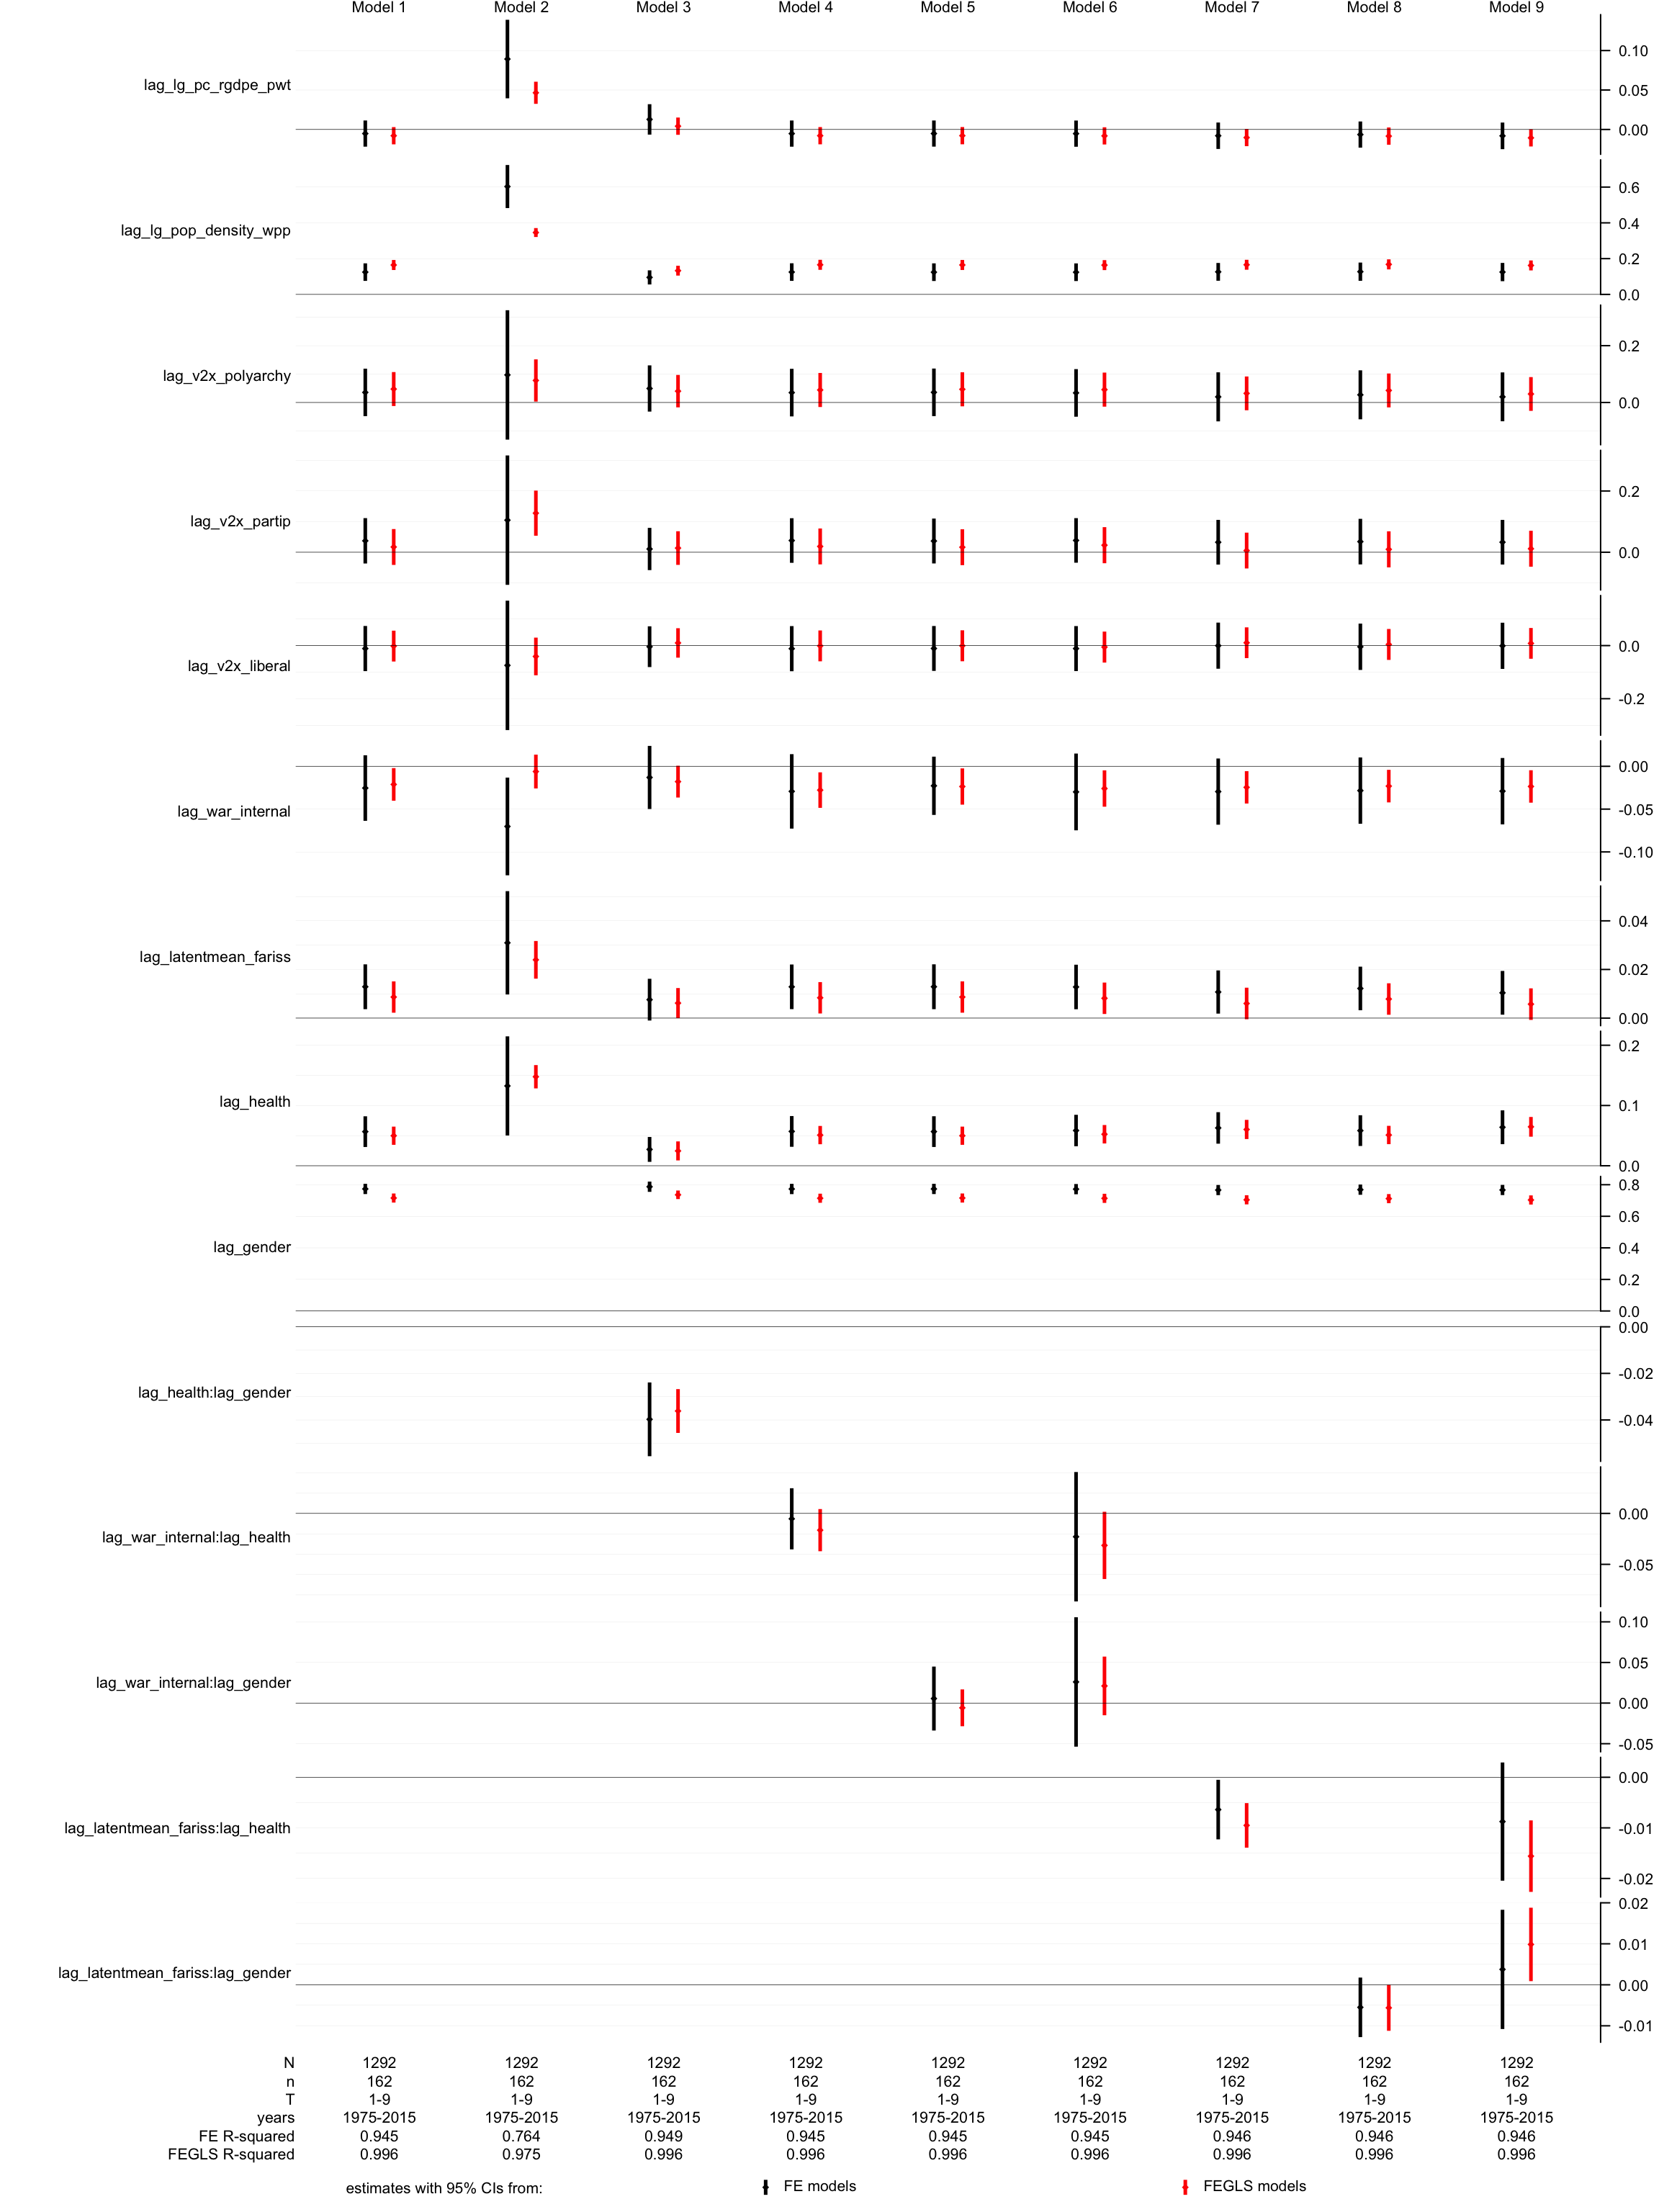 Model 1 Model 2 Model 3 Model 4 Model 5 Model 6 Model 7 Model 8 Model 9
lag_lg_pc_rgdpe_pwt
0.10
0.05
0.00
lag_lg_pop_density_wpp
0.6
0.4
0.2
0.0
lag_v2x_polyarchy
0.2
0.0
lag_v2x_partip
0.2
0.0
lag_v2x_liberal
0.0
-0.2
lag_war_internal
0.00
-0.05
-0.10
lag_latentmean_fariss
0.04
0.02
0.00
lag_health
0.2
0.1
0.0
lag_gender
0.8
0.6
0.4
0.2
0.0
lag_health:lag_gender
0.00
-0.02
-0.04
lag_war_internal:lag_health
0.00
-0.05
lag_war_internal:lag_gender
0.10
0.05
0.00
-0.05
lag_latentmean_fariss:lag_health
0.00
-0.01
-0.02
lag_latentmean_fariss:lag_gender
0.02
0.01
0.00
-0.01
N 1292 1292 1292 1292 1292 1292 1292 1292 1292
n 162 162 162 162 162 162 162 162 162
T 1-9 1-9 1-9 1-9 1-9 1-9 1-9 1-9 1-9
years 1975-2015 1975-2015 1975-2015 1975-2015 1975-2015 1975-2015 1975-2015 1975-2015 1975-2015
FE R-squared 0.945 0.764 0.949 0.945 0.945 0.945 0.946 0.946 0.946
FEGLS R-squared 0.996 0.975 0.996 0.996 0.996 0.996 0.996 0.996 0.996
estimates with 95% CIs from: FE models FEGLS models